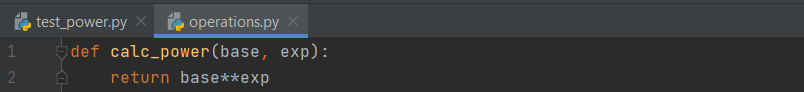 test_power.py operations.py
1 def calc_power(base, exp):
2 return base**exp